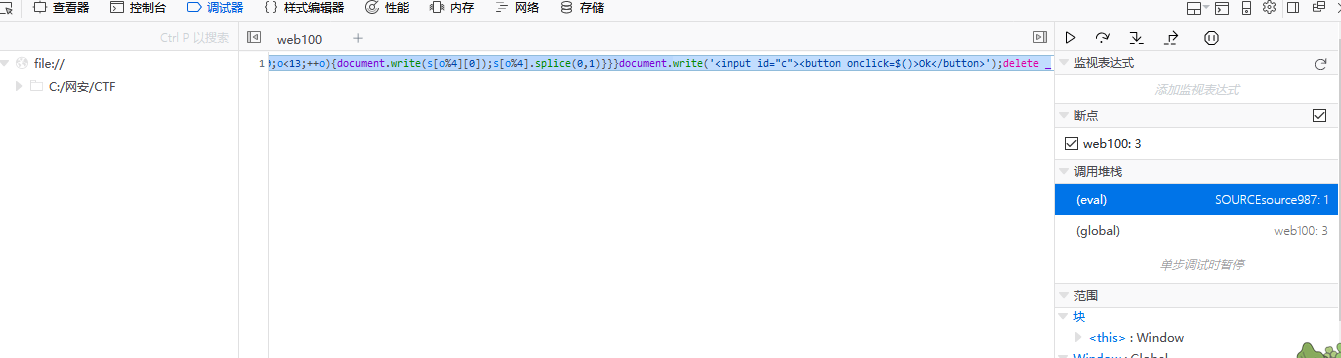 查看器 控制台 调试器 {} 样式编辑器 性能 内存 网络 存储
Ctrl P 以搜索
web100 +
file://
C:/网安/CTF
1 );o<13;++o){document.write(s[o%4][0]);s[o%4].splice(0,1)}}}document.write('<input id="c"><button onclick=$()>Ok</button>');delete _
监视表达式
添加监视表达式
断点
web100: 3
调用堆栈
(eval) SOURCEsource987: 1
(global) web100: 3
单步调试时暂停
范围
块
<this> : Window
Window : Global